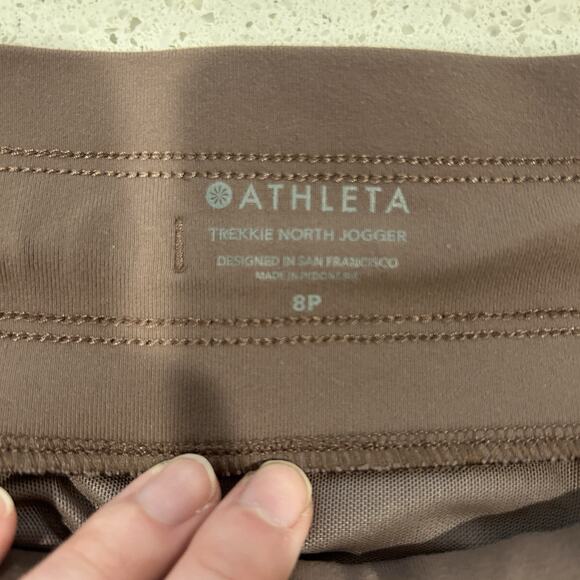 ATHLETA
TREKKIE NORTH JOGGER
DESIGNED IN SAN FRANCISCO
MADE IN INDONESIA
8P